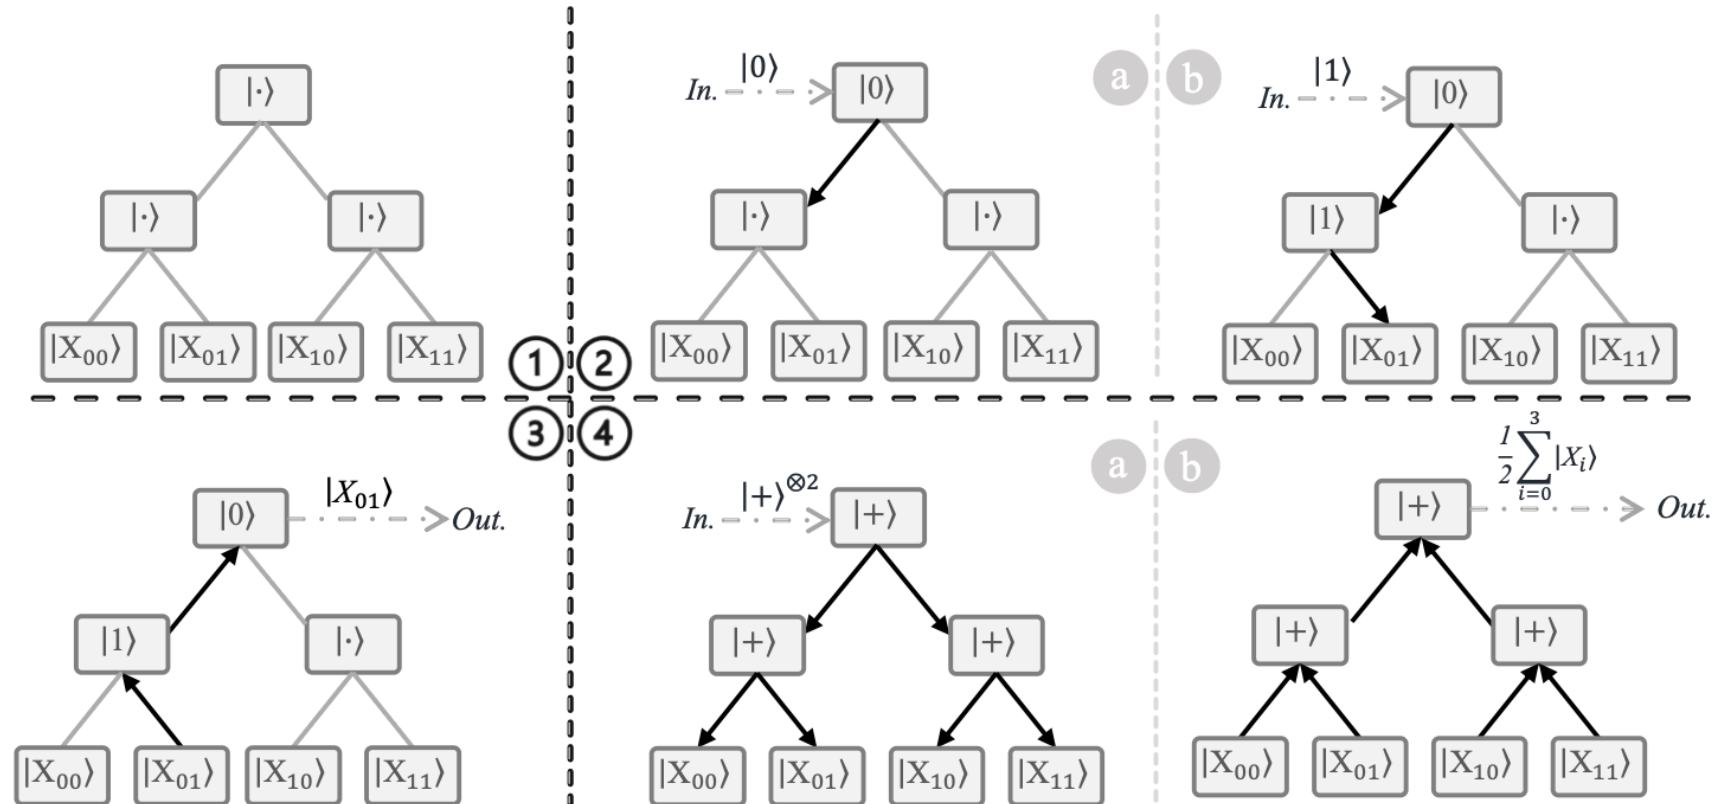 |·⟩
|·⟩ |·⟩
|X₀₀⟩ |X₀₁⟩ |X₁₀⟩ |X₁₁⟩
1
In. |0⟩ |0⟩
|·⟩ |·⟩
|X₀₀⟩ |X₀₁⟩ |X₁₀⟩ |X₁₁⟩
2
a
b
In. |1⟩ |0⟩
|1⟩ |·⟩
|X₀₀⟩ |X₀₁⟩ |X₁₀⟩ |X₁₁⟩
3
|0⟩ |X₀₁⟩ Out.
|1⟩ |·⟩
|X₀₀⟩ |X₀₁⟩ |X₁₀⟩ |X₁₁⟩
4
In. |+⟩⊗² |+⟩
|+⟩ |+⟩
|X₀₀⟩ |X₀₁⟩ |X₁₀⟩ |X₁₁⟩
a
b
1/2 ∑ᵢ₌₀³ |Xᵢ⟩
|+⟩ Out.
|+⟩ |+⟩
|X₀₀⟩ |X₀₁⟩ |X₁₀⟩ |X₁₁⟩